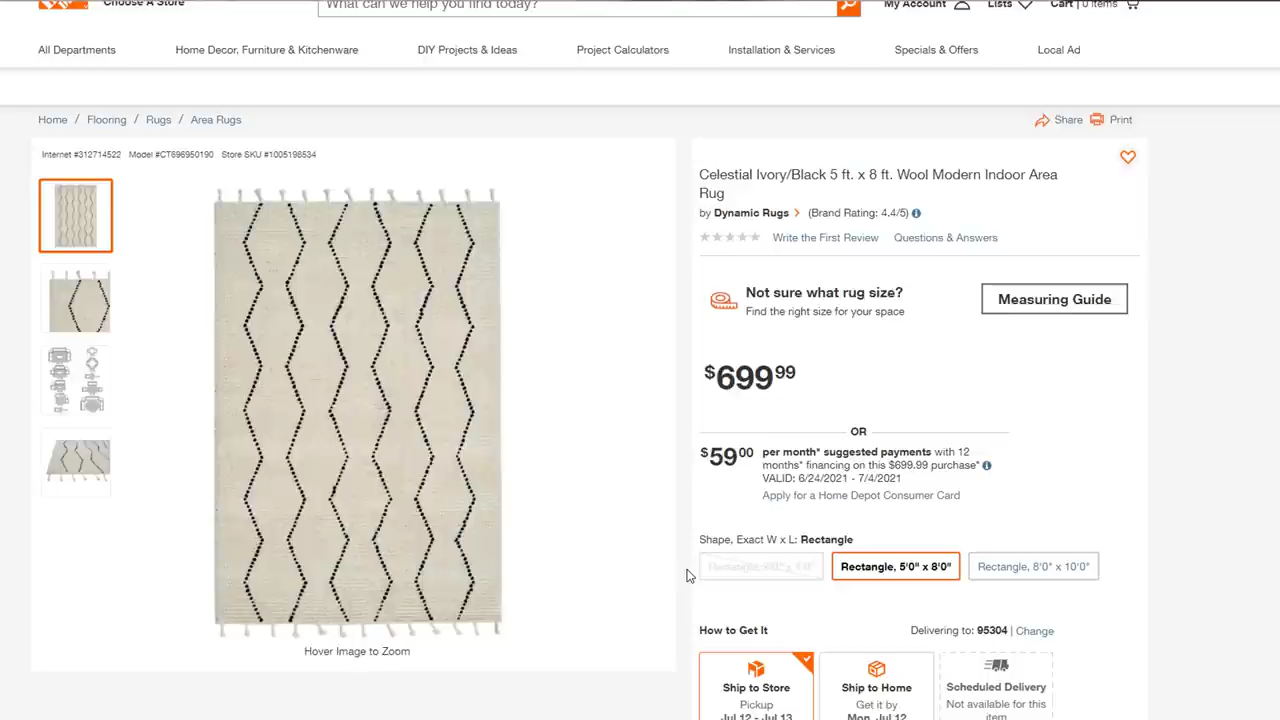 Choose A Store
What can we help you find today?
My Account
Lists
Cart | 0 items
All Departments
Home Decor, Furniture & Kitchenware
DIY Projects & Ideas
Project Calculators
Installation & Services
Specials & Offers
Local Ad
Home / Flooring / Rugs / Area Rugs
Share
Print
Internet #312714522 Model #CT696950190 Store SKU #1005198534
Hover Image to Zoom
Celestial Ivory/Black 5 ft. x 8 ft. Wool Modern Indoor Area
Rug
by Dynamic Rugs > (Brand Rating: 4.4/5)
Write the First Review
Questions & Answers
Not sure what rug size?
Find the right size for your space
Measuring Guide
$699 99
OR
$59 00
per month* suggested payments with 12
months* financing on this $699.99 purchase*
VALID: 6/24/2021 - 7/4/2021
Apply for a Home Depot Consumer Card
Shape, Exact W x L: Rectangle
Rectangle, 5'0" x 8'0"
Rectangle, 8'0" x 10'0"
How to Get It
Delivering to: 95304 | Change
Ship to Store
Pickup
Jul 12 - Jul 13
Ship to Home
Get it by
Mon, Jul 12
Scheduled Delivery
Not available for this
item